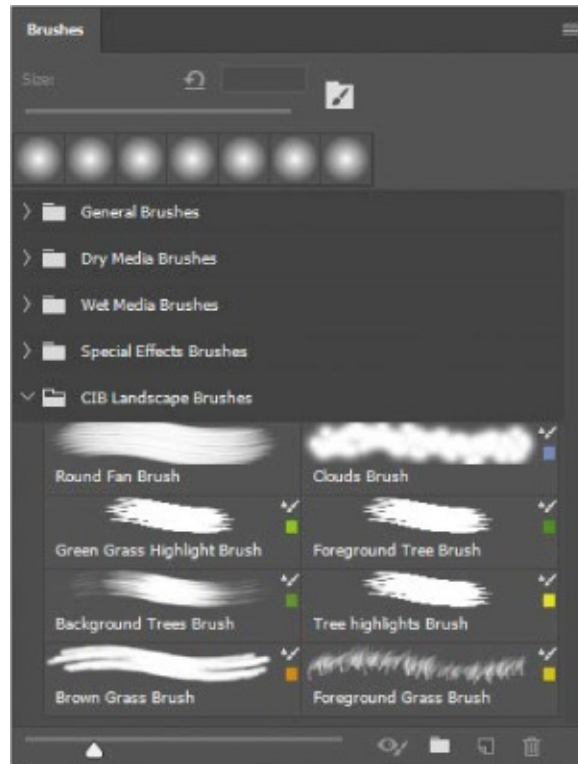 Brushes
Size:
General Brushes
Dry Media Brushes
Wet Media Brushes
Special Effects Brushes
CIB Landscape Brushes
Round Fan Brush
Clouds Brush
Green Grass Highlight Brush
Foreground Tree Brush
Background Trees Brush
Tree highlights Brush
Brown Grass Brush
Foreground Grass Brush